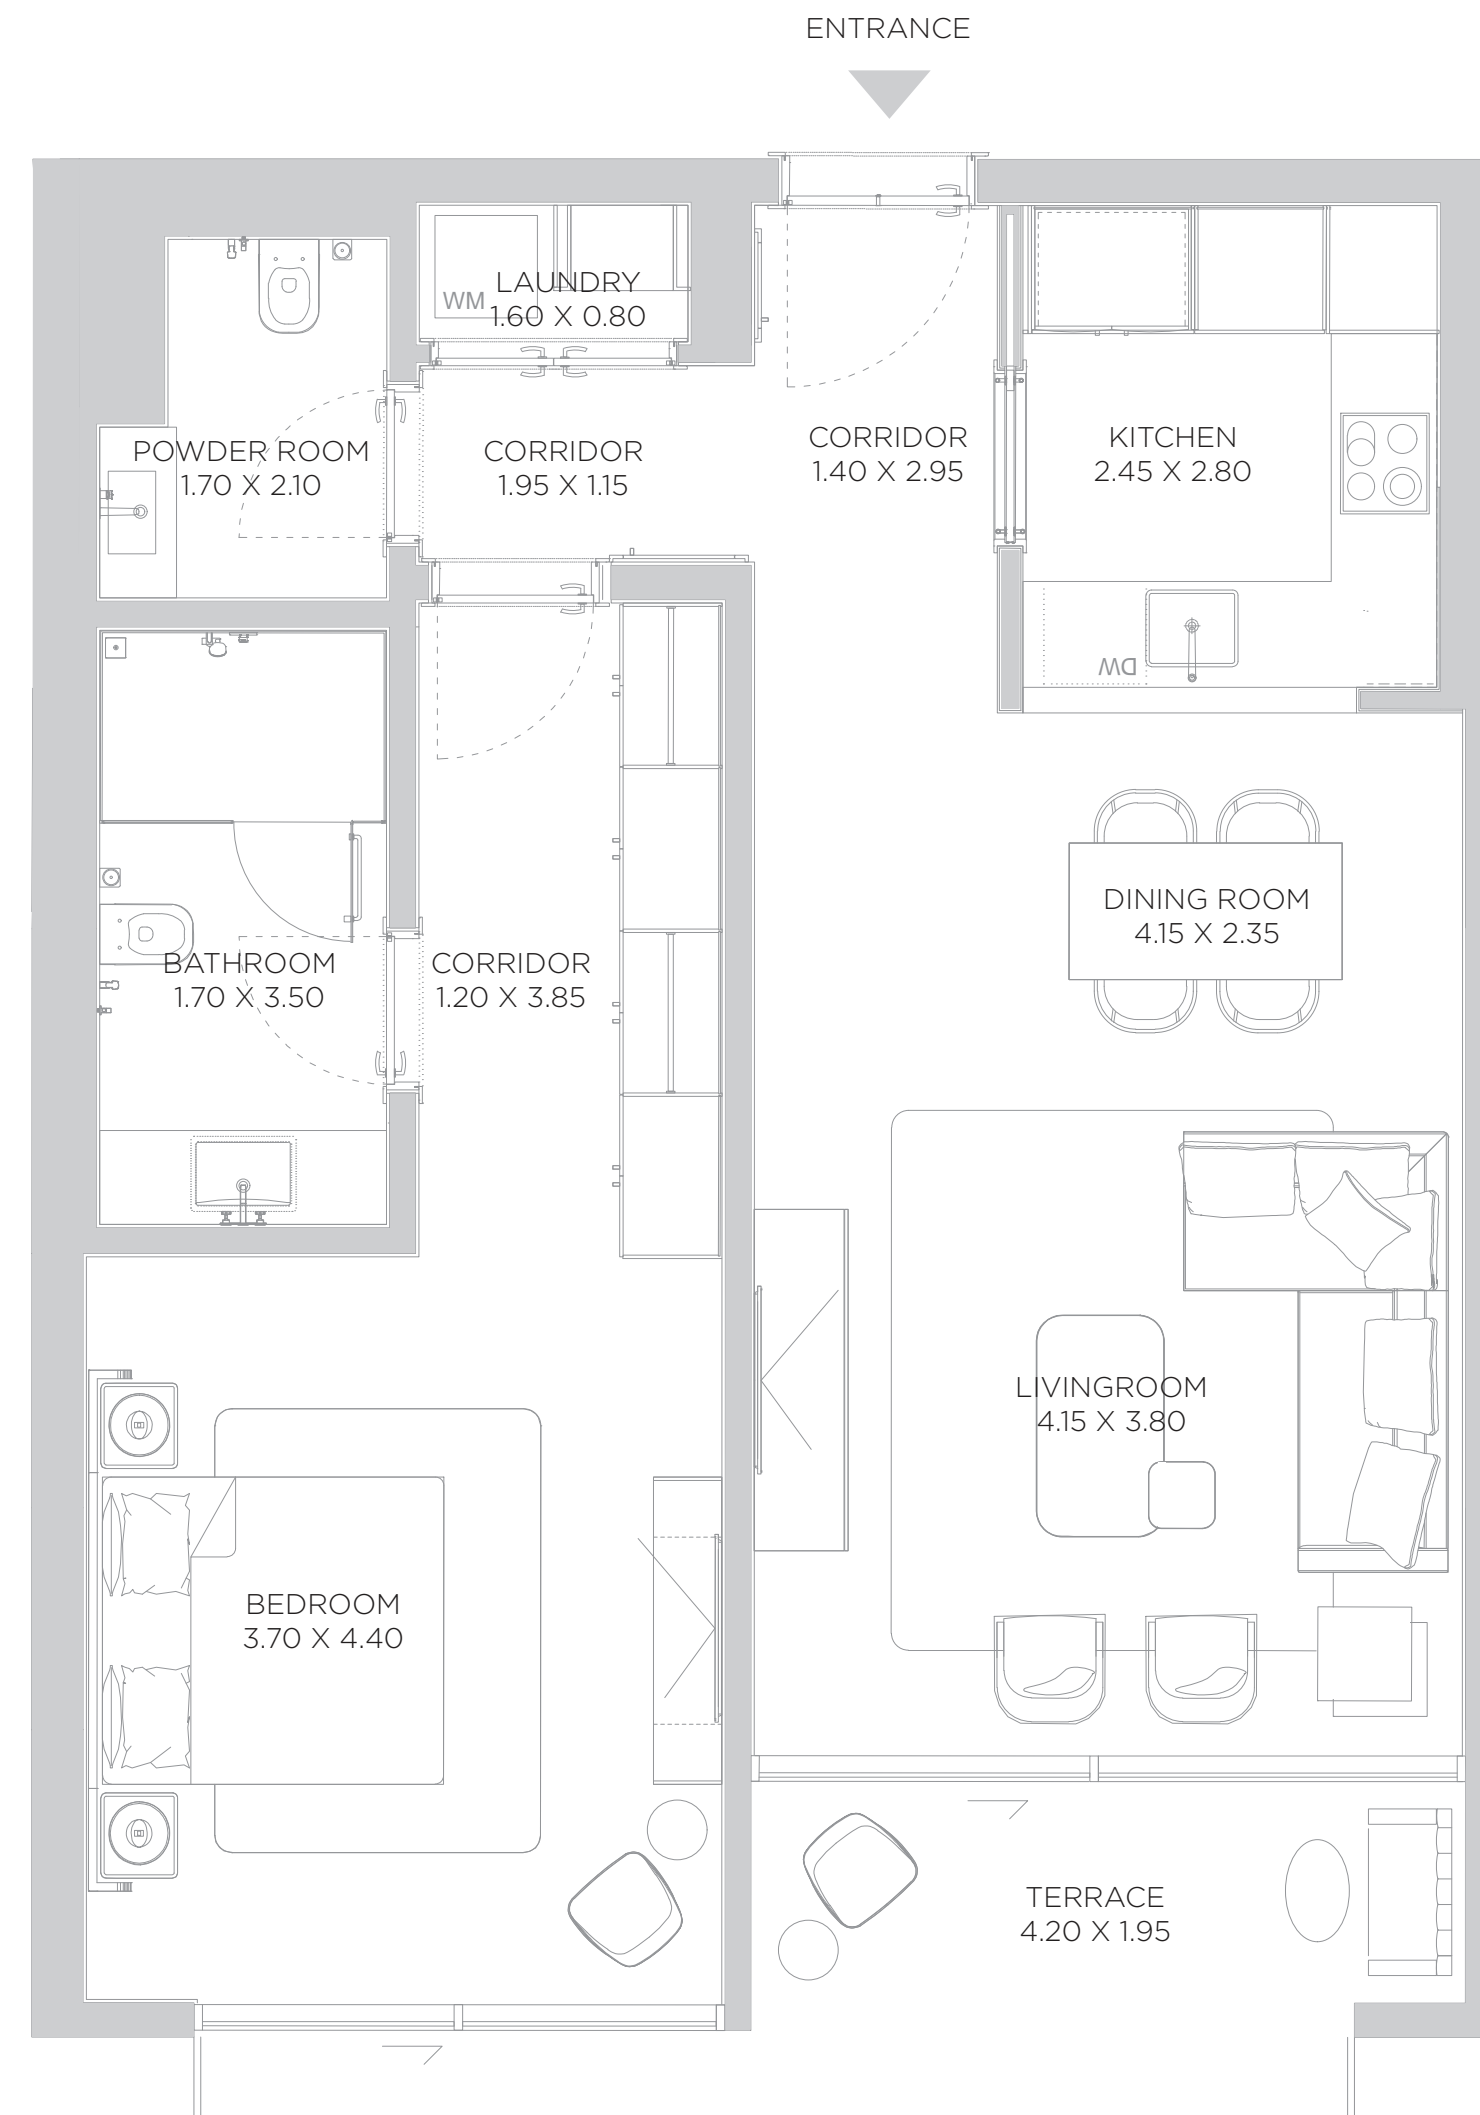 ENTRANCE
LAUNDRY
1.60 X 0.80
WM
POWDER ROOM
1.70 X 2.10
CORRIDOR
1.95 X 1.15
CORRIDOR
1.40 X 2.95
KITCHEN
2.45 X 2.80
DW
DINING ROOM
4.15 X 2.35
BATHROOM
1.70 X 3.50
CORRIDOR
1.20 X 3.85
LIVINGROOM
4.15 X 3.80
BEDROOM
3.70 X 4.40
TERRACE
4.20 X 1.95